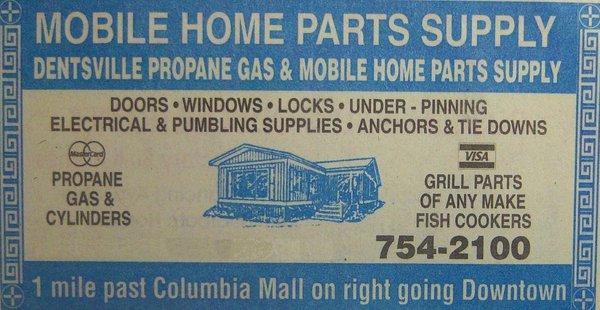 MOBILE HOME PARTS SUPPLY
DENTSVILLE PROPANE GAS & MOBILE HOME PARTS SUPPLY
DOORS • WINDOWS • LOCKS • UNDER - PINNING
ELECTRICAL & PUMBLING SUPPLIES • ANCHORS & TIE DOWNS
MasterCard
PROPANE
GAS &
CYLINDERS
VISA
GRILL PARTS
OF ANY MAKE
FISH COOKERS
754-2100
1 mile past Columbia Mall on right going Downtown